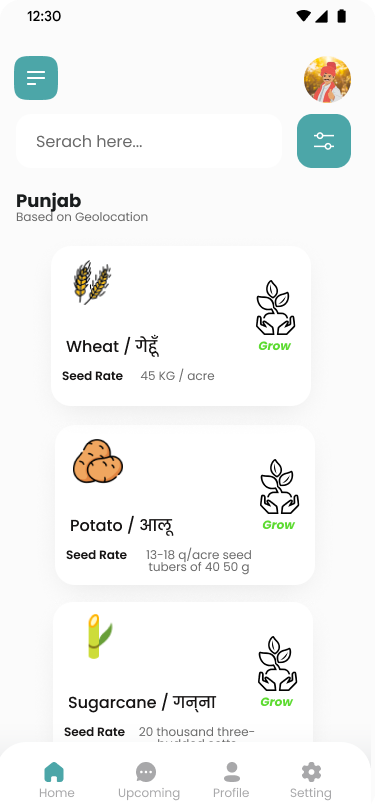 12:30
Serach here...
Punjab
Based on Geolocation
Wheat / गेहूँ
Grow
Seed Rate 45 KG / acre
Potato / आलू
Grow
Seed Rate 13-18 q/acre seed
tubers of 40 50 g
Sugarcane / गन्ना
Grow
Seed Rate 20 thousand three-
Home Upcoming Profile Setting